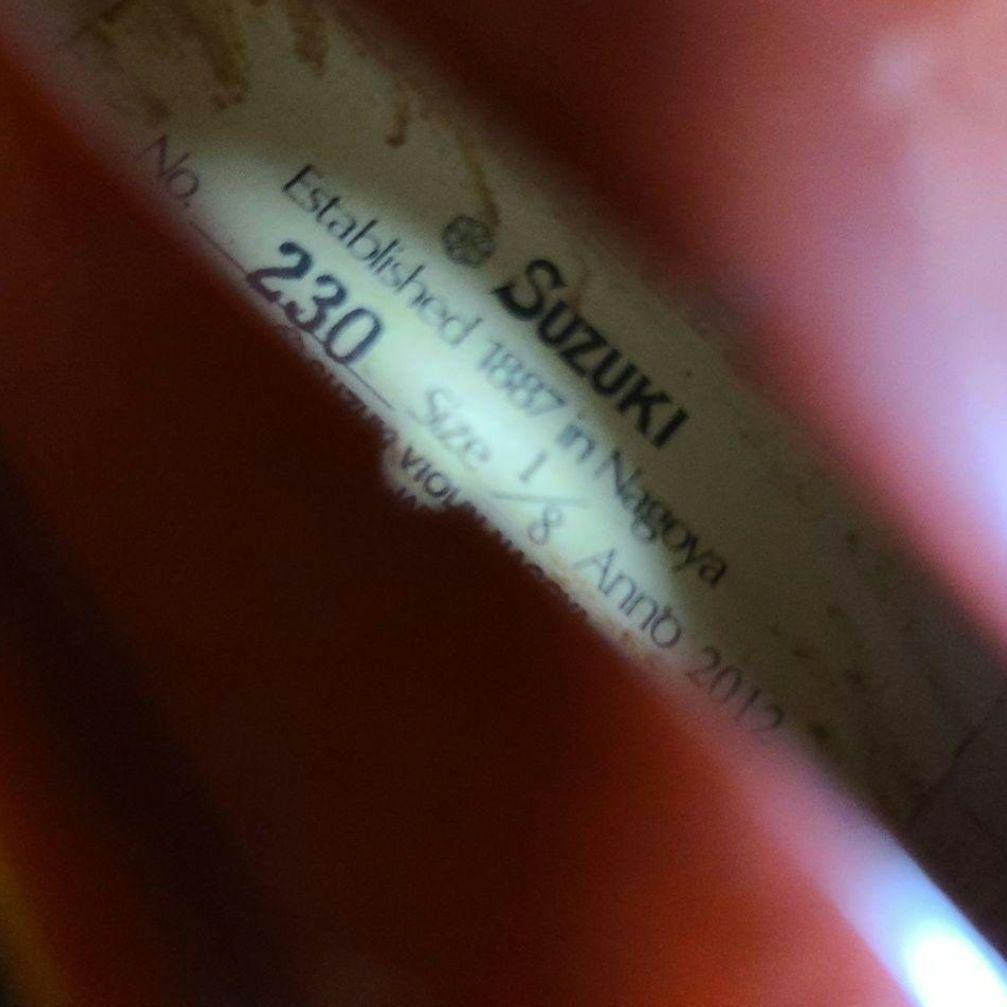 SUZUKI
Established 1887 in Nagoya
No. 230 Size 1/8 Anno 2012